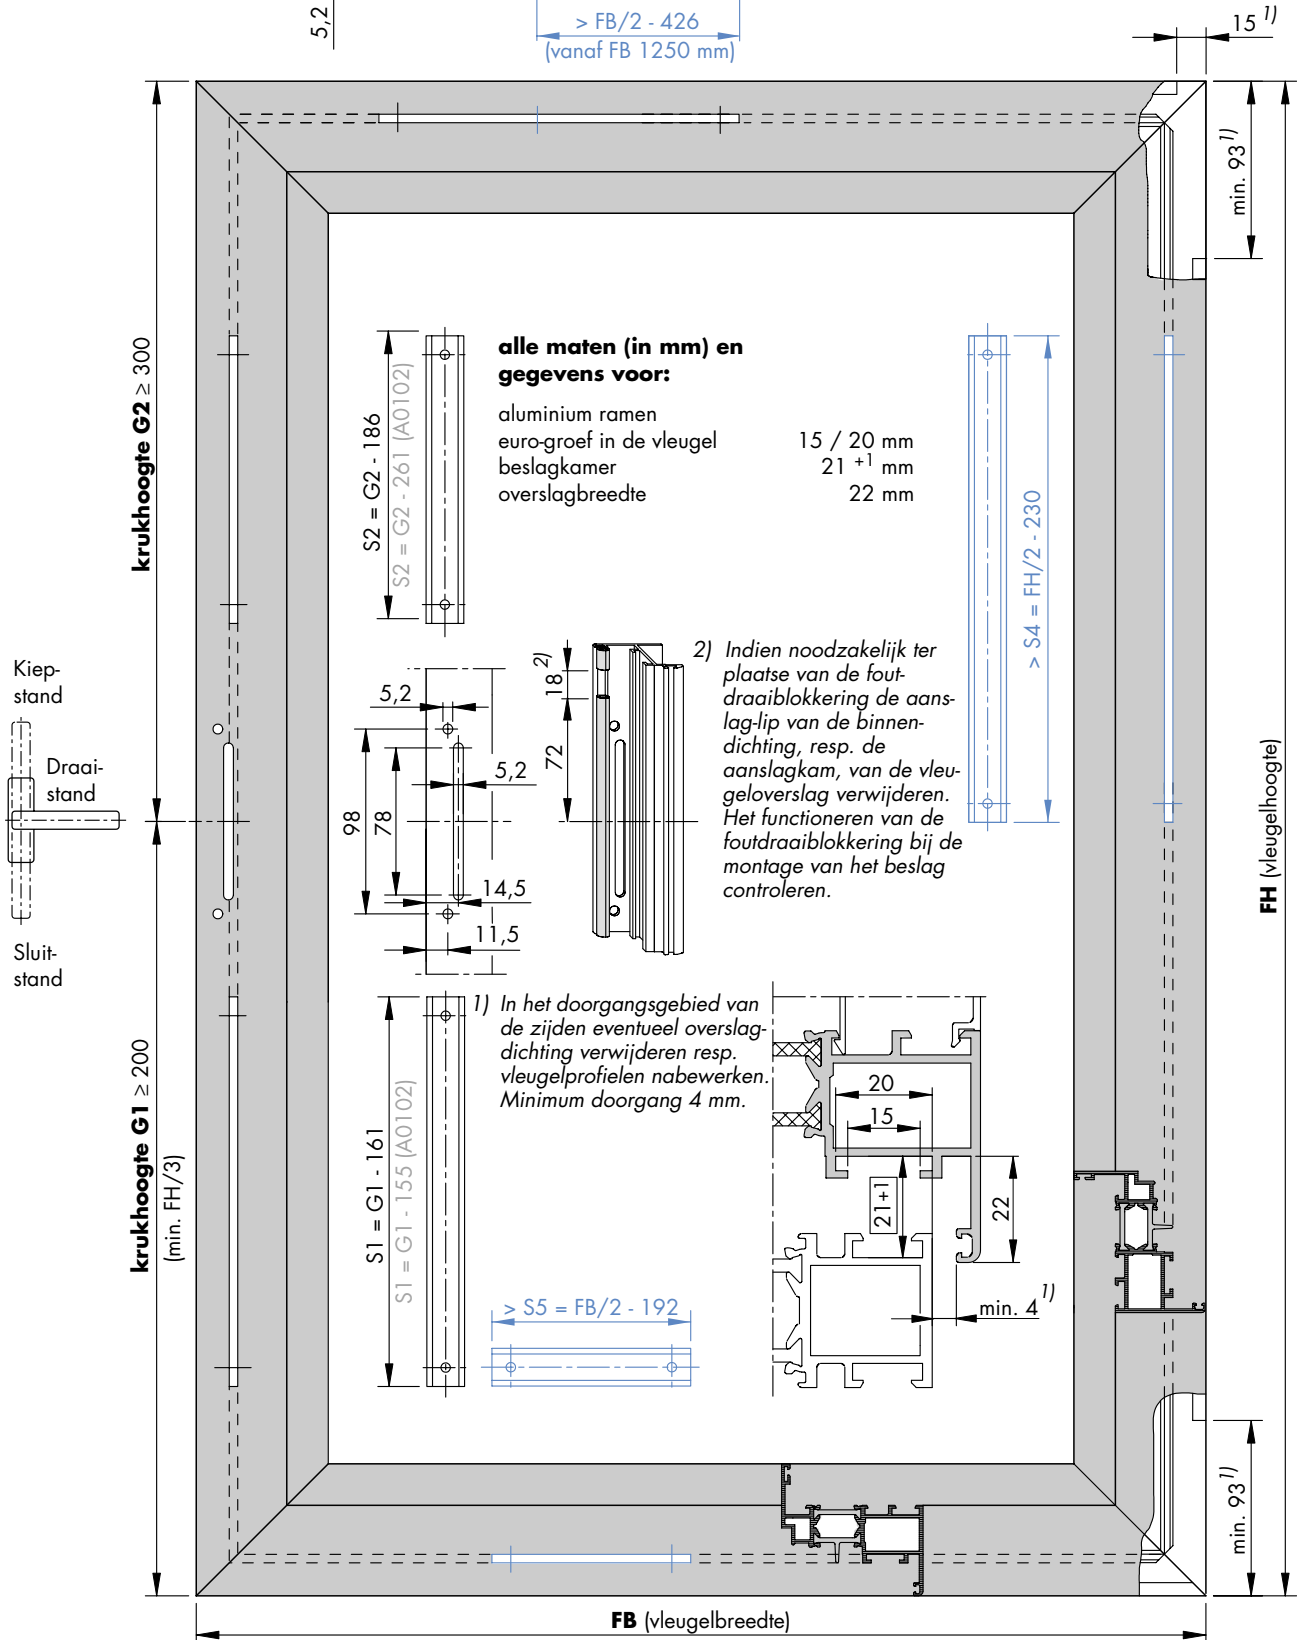 5,2
> FB/2 - 426
(vanaf FB 1250 mm)
15 1)
min. 93 1)
krukhoogte G2 ≥ 300
S2 = G2 - 186
S2 = G2 - 261 (A0102)
alle maten (in mm) en
gegevens voor:
aluminium ramen
euro-groef in de vleugel 15 / 20 mm
beslagkamer 21 +1 mm
overslagbreedte 22 mm
> S4 = FH/2 - 230
Kiep-
stand
Draai-
stand
Sluit-
stand
5,2
98
78
5,2
14,5
11,5
18 2)
72
2) Indien noodzakelijk ter
plaatse van de fout-
draaiblokkering de aans-
lag-lip van de binnen-
dichting, resp. de
aanslagkam, van de vleu-
geloverslag verwijderen.
Het functioneren van de
foutdraaiblokkering bij de
montage van het beslag
controleren.
FH (vleugelhoogte)
krukhoogte G1 ≥ 200
(min. FH/3)
S1 = G1 - 161
S1 = G1 - 155 (A0102)
1) In het doorgangsgebied van
de zijden eventueel overslag-
dichting verwijderen resp.
vleugelprofielen nabewerken.
Minimum doorgang 4 mm.
20
15
21+1
22
min. 4 1)
> S5 = FB/2 - 192
min. 93 1)
FB (vleugelbreedte)